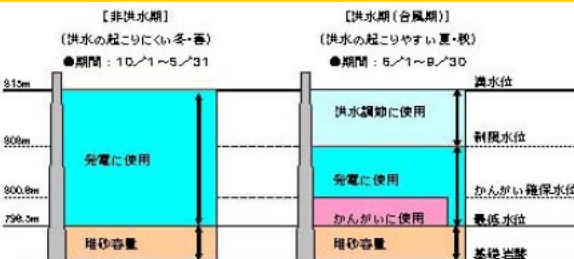 [非洪水期]
(洪水の起こりにくい冬・春)
●期間：10/1~5/31
[洪水期(台風期)]
(洪水の起こりやすい夏・秋)
●期間：6/1~9/30
815m
満水位
洪水調節に使用
808m
制限水位
発電に使用
発電に使用
800.8m
かんがい確保水位
かんがいに使用
798.5m
最低水位
堆砂容量
堆砂容量
基礎岩盤